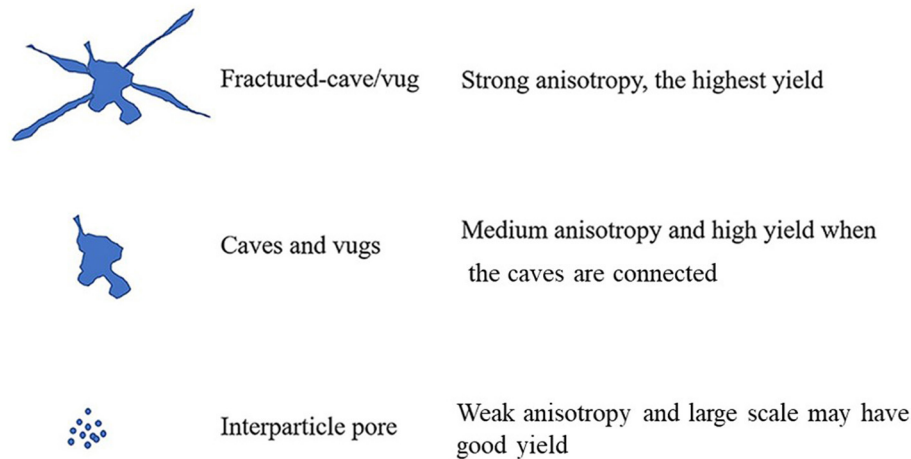 Fractured-cave/vug Strong anisotropy, the highest yield
Caves and vugs Medium anisotropy and high yield when
the caves are connected
Interparticle pore Weak anisotropy and large scale may have
good yield